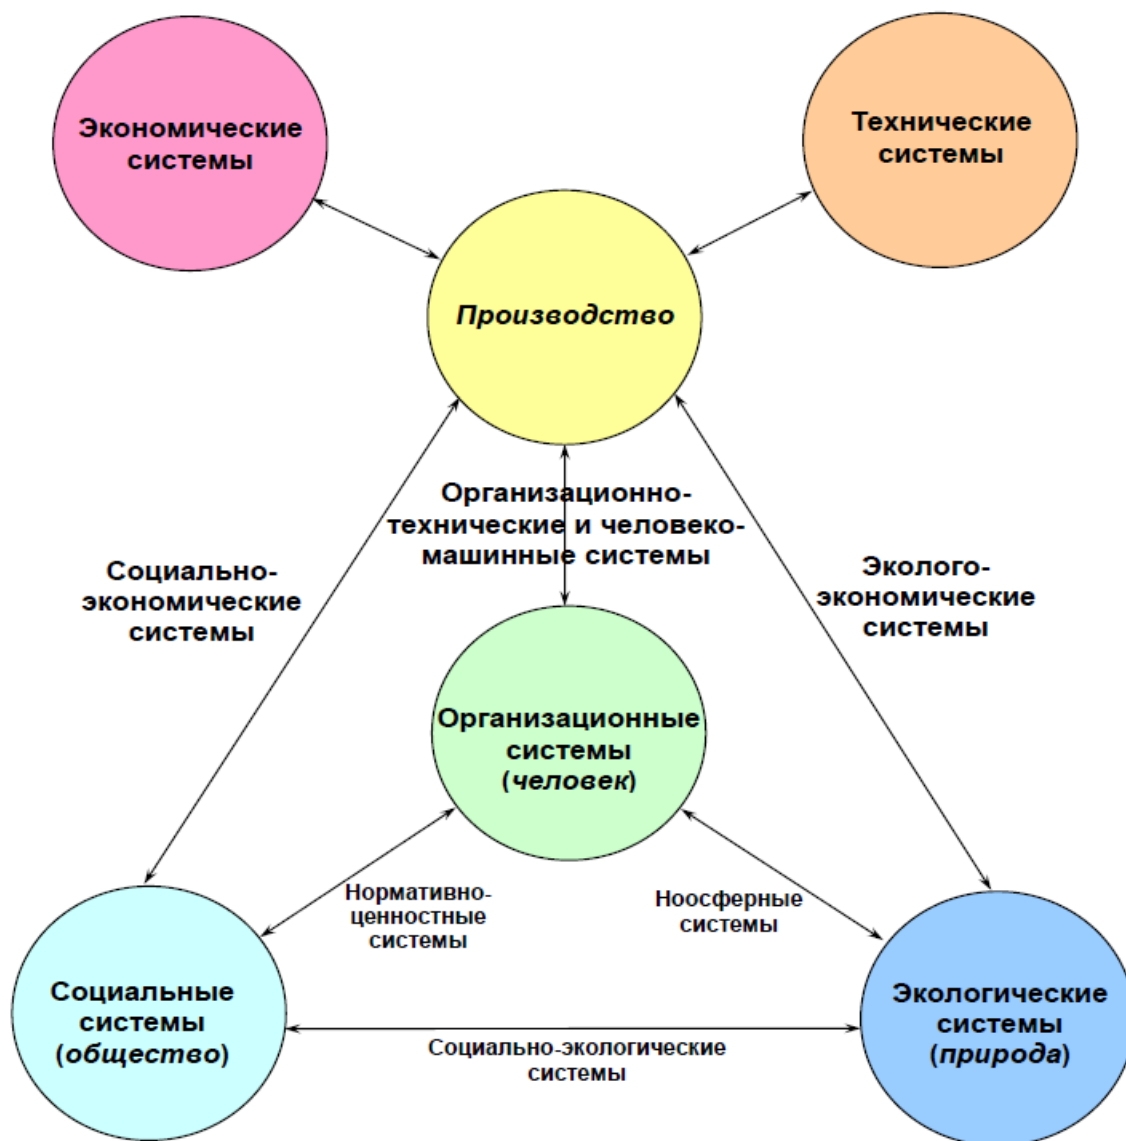 Экономические
системы
Технические
системы
Производство
Организационно-
технические и человеко-
машинные системы
Социально-
экономические
системы
Эколого-
экономические
системы
Организационные
системы
(человек)
Нормативно-
ценностные
системы
Ноосферные
системы
Социальные
системы
(общество)
Экологические
системы
(природа)
Социально-экологические
системы